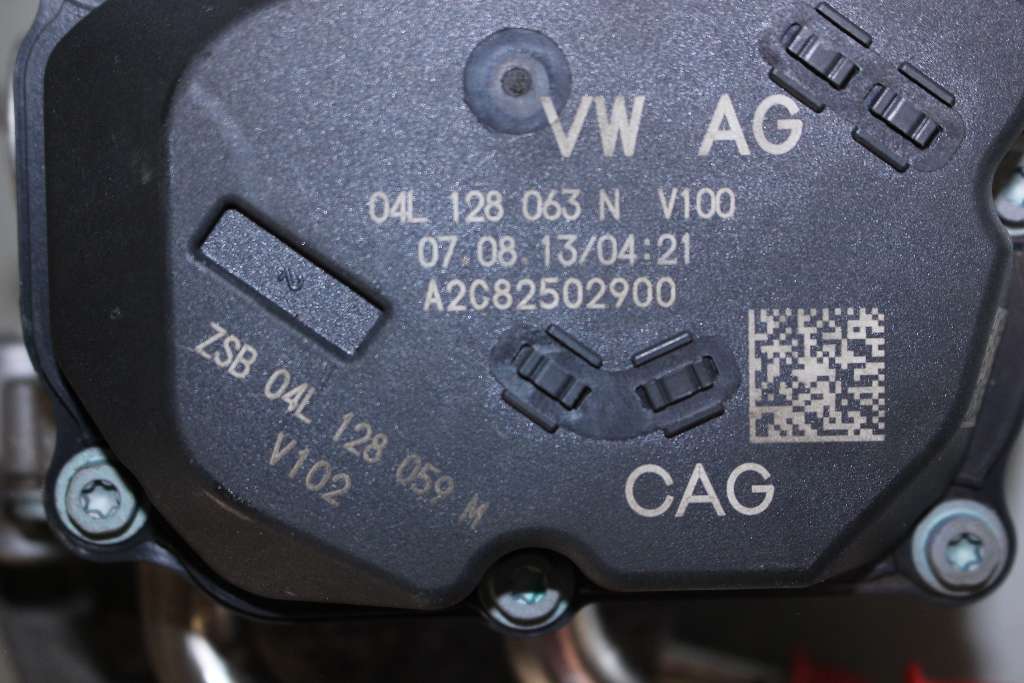 VW AG
04L 128 063 N V100
07.08.13/04:21
A2C82502900
ZSB 04L 128 059 M
V102
CAG